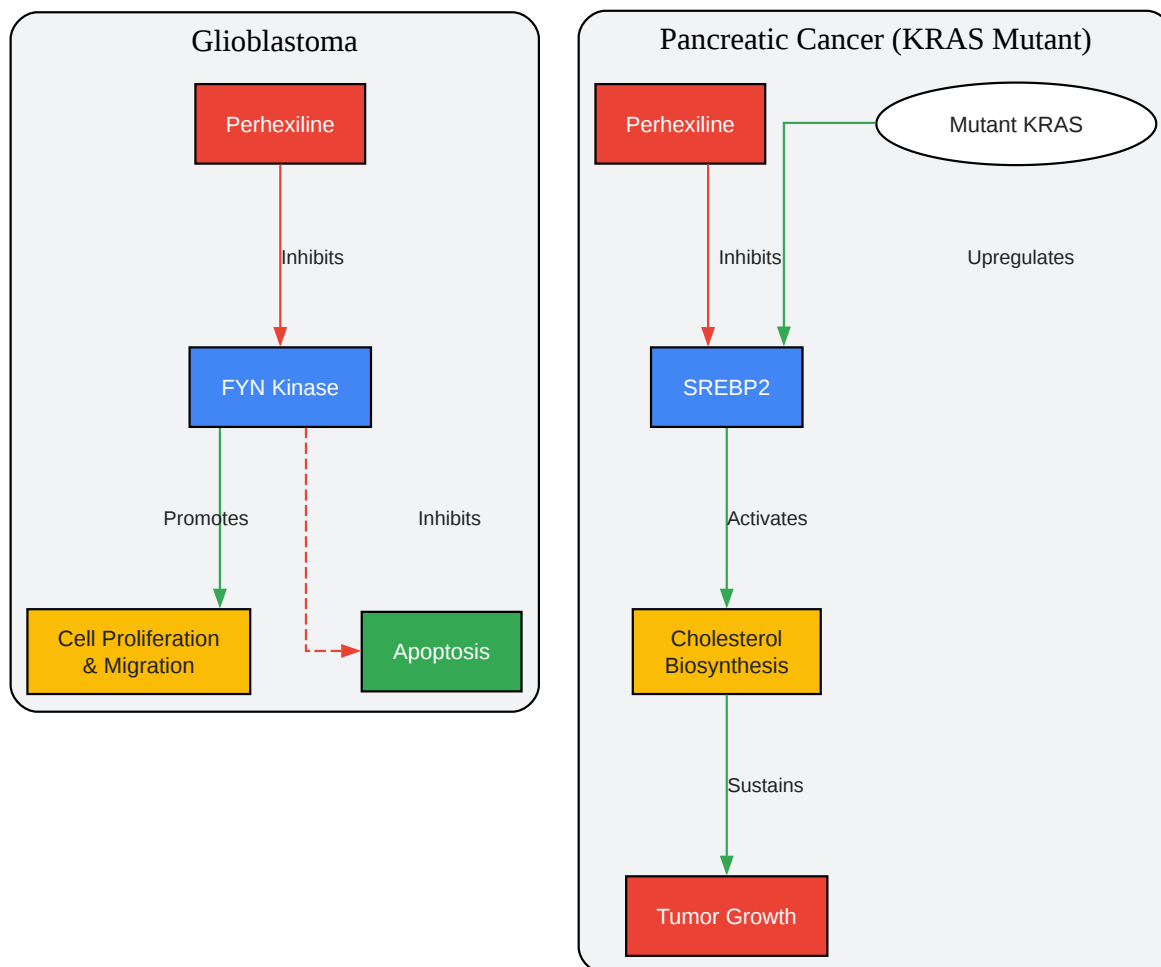 Glioblastoma
Perhexiline
Inhibits
FYN Kinase
Promotes
Inhibits
Cell Proliferation
& Migration
Apoptosis
Pancreatic Cancer (KRAS Mutant)
Perhexiline
Mutant KRAS
Inhibits
Upregulates
SREBP2
Activates
Cholesterol
Biosynthesis
Sustains
Tumor Growth